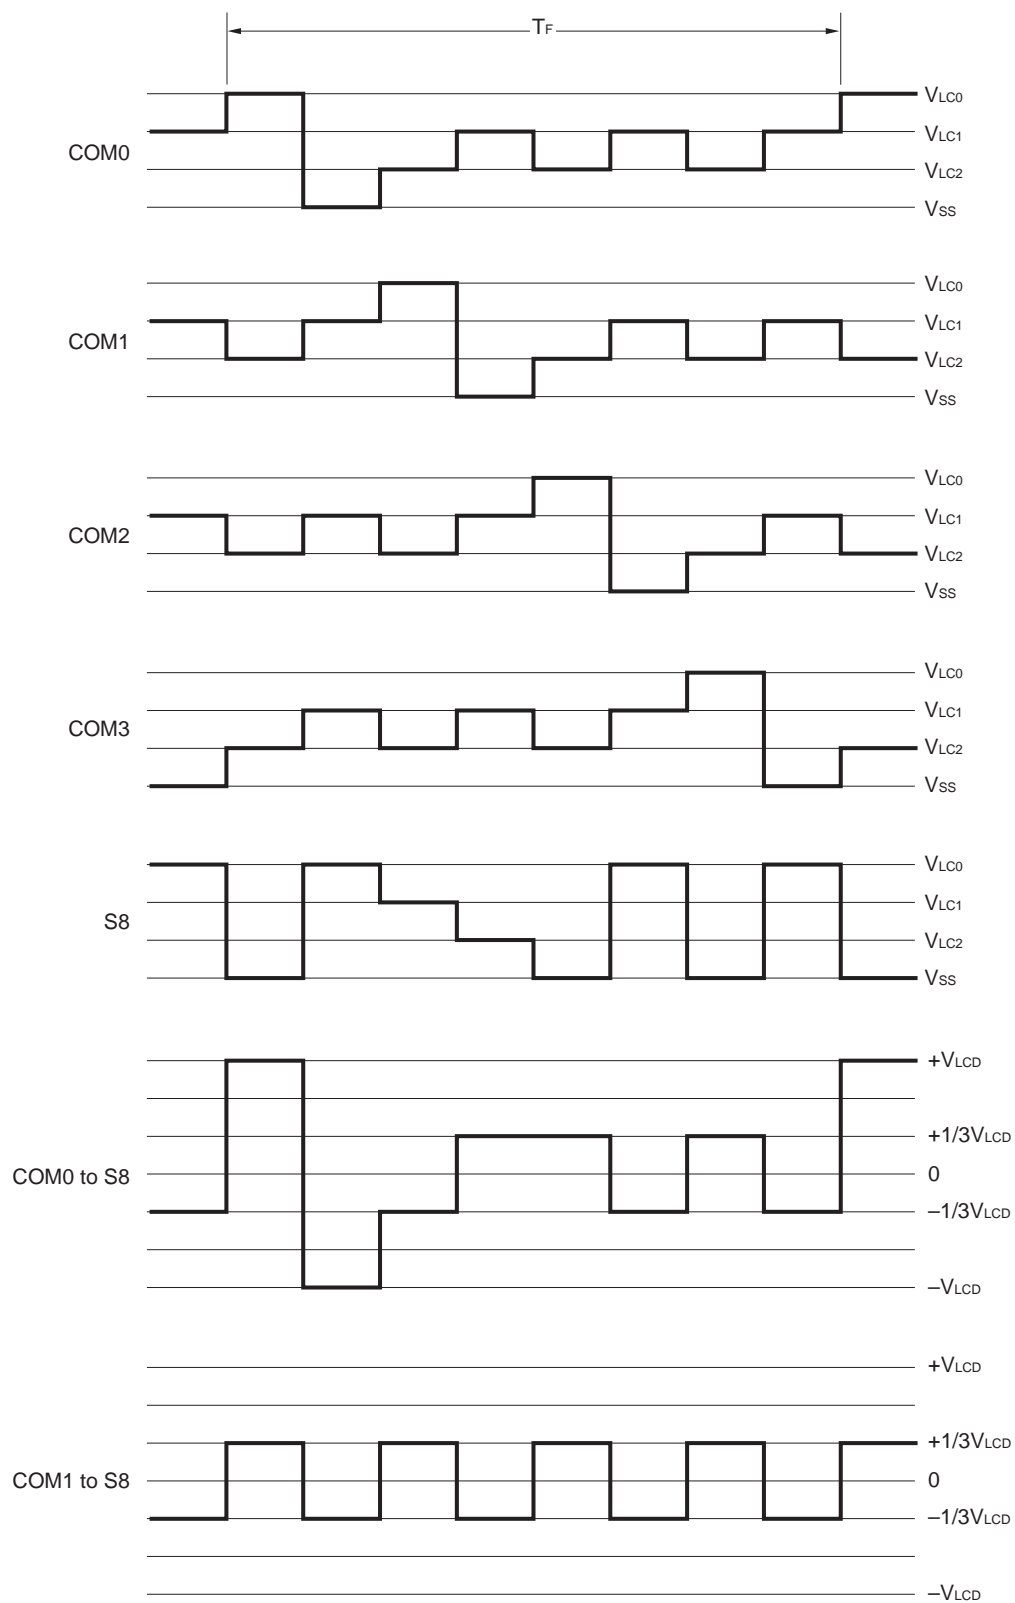 TF
VLC0
VLC1
COM0
VLC2
VSS
VLC0
VLC1
COM1
VLC2
VSS
VLC0
VLC1
COM2
VLC2
VSS
VLC0
VLC1
COM3
VLC2
VSS
VLC0
VLC1
S8
VLC2
VSS
+VLCD
+1/3VLCD
COM0 to S8
0
–1/3VLCD
–VLCD
+VLCD
+1/3VLCD
COM1 to S8
0
–1/3VLCD
–VLCD